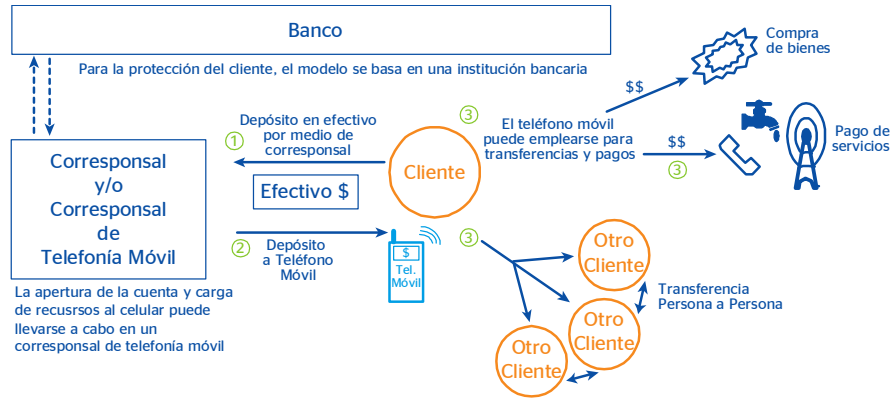 Banco
Para la protección del cliente, el modelo se basa en una institución bancaria
Corresponsal
y/o
Corresponsal
de
Telefonía Móvil
La apertura de la cuenta y carga
de recursrsos al celular puede
llevarse a cabo en un
corresponsal de telefonía móvil
1
Depósito en efectivo
por medio de
corresponsal
Efectivo $
2
Depósito
a Teléfono
Móvil
Cliente
$
Tel.
Móvil
3
El teléfono móvil
puede emplearse para
transferencias y pagos
$$
Compra
de bienes
$$
3
Pago de
servicios
3
Otro
Cliente
Transferencia
Persona a Persona
Otro
Cliente
Otro
Cliente